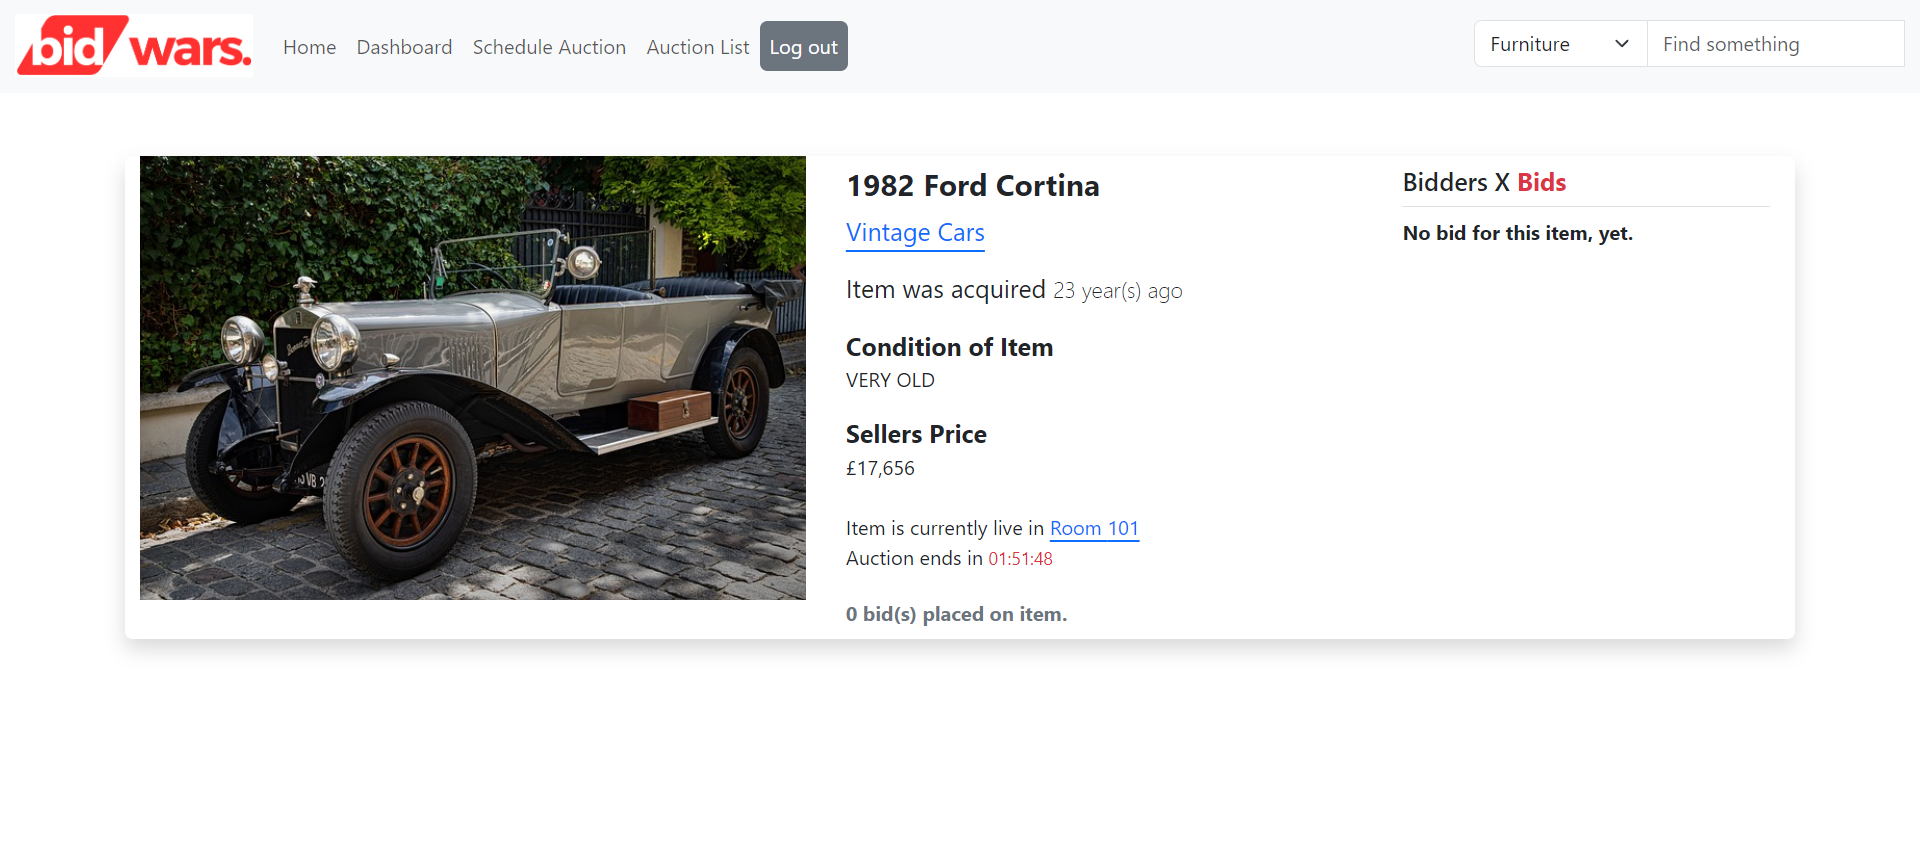 bid wars.
Home Dashboard Schedule Auction Auction List Log out
Furniture Find something
1982 Ford Cortina
Vintage Cars
Item was acquired 23 year(s) ago
Condition of Item
VERY OLD
Sellers Price
£17,656
Item is currently live in Room 101
Auction ends in 01:51:48
0 bid(s) placed on item.
Bidders X Bids
No bid for this item, yet.